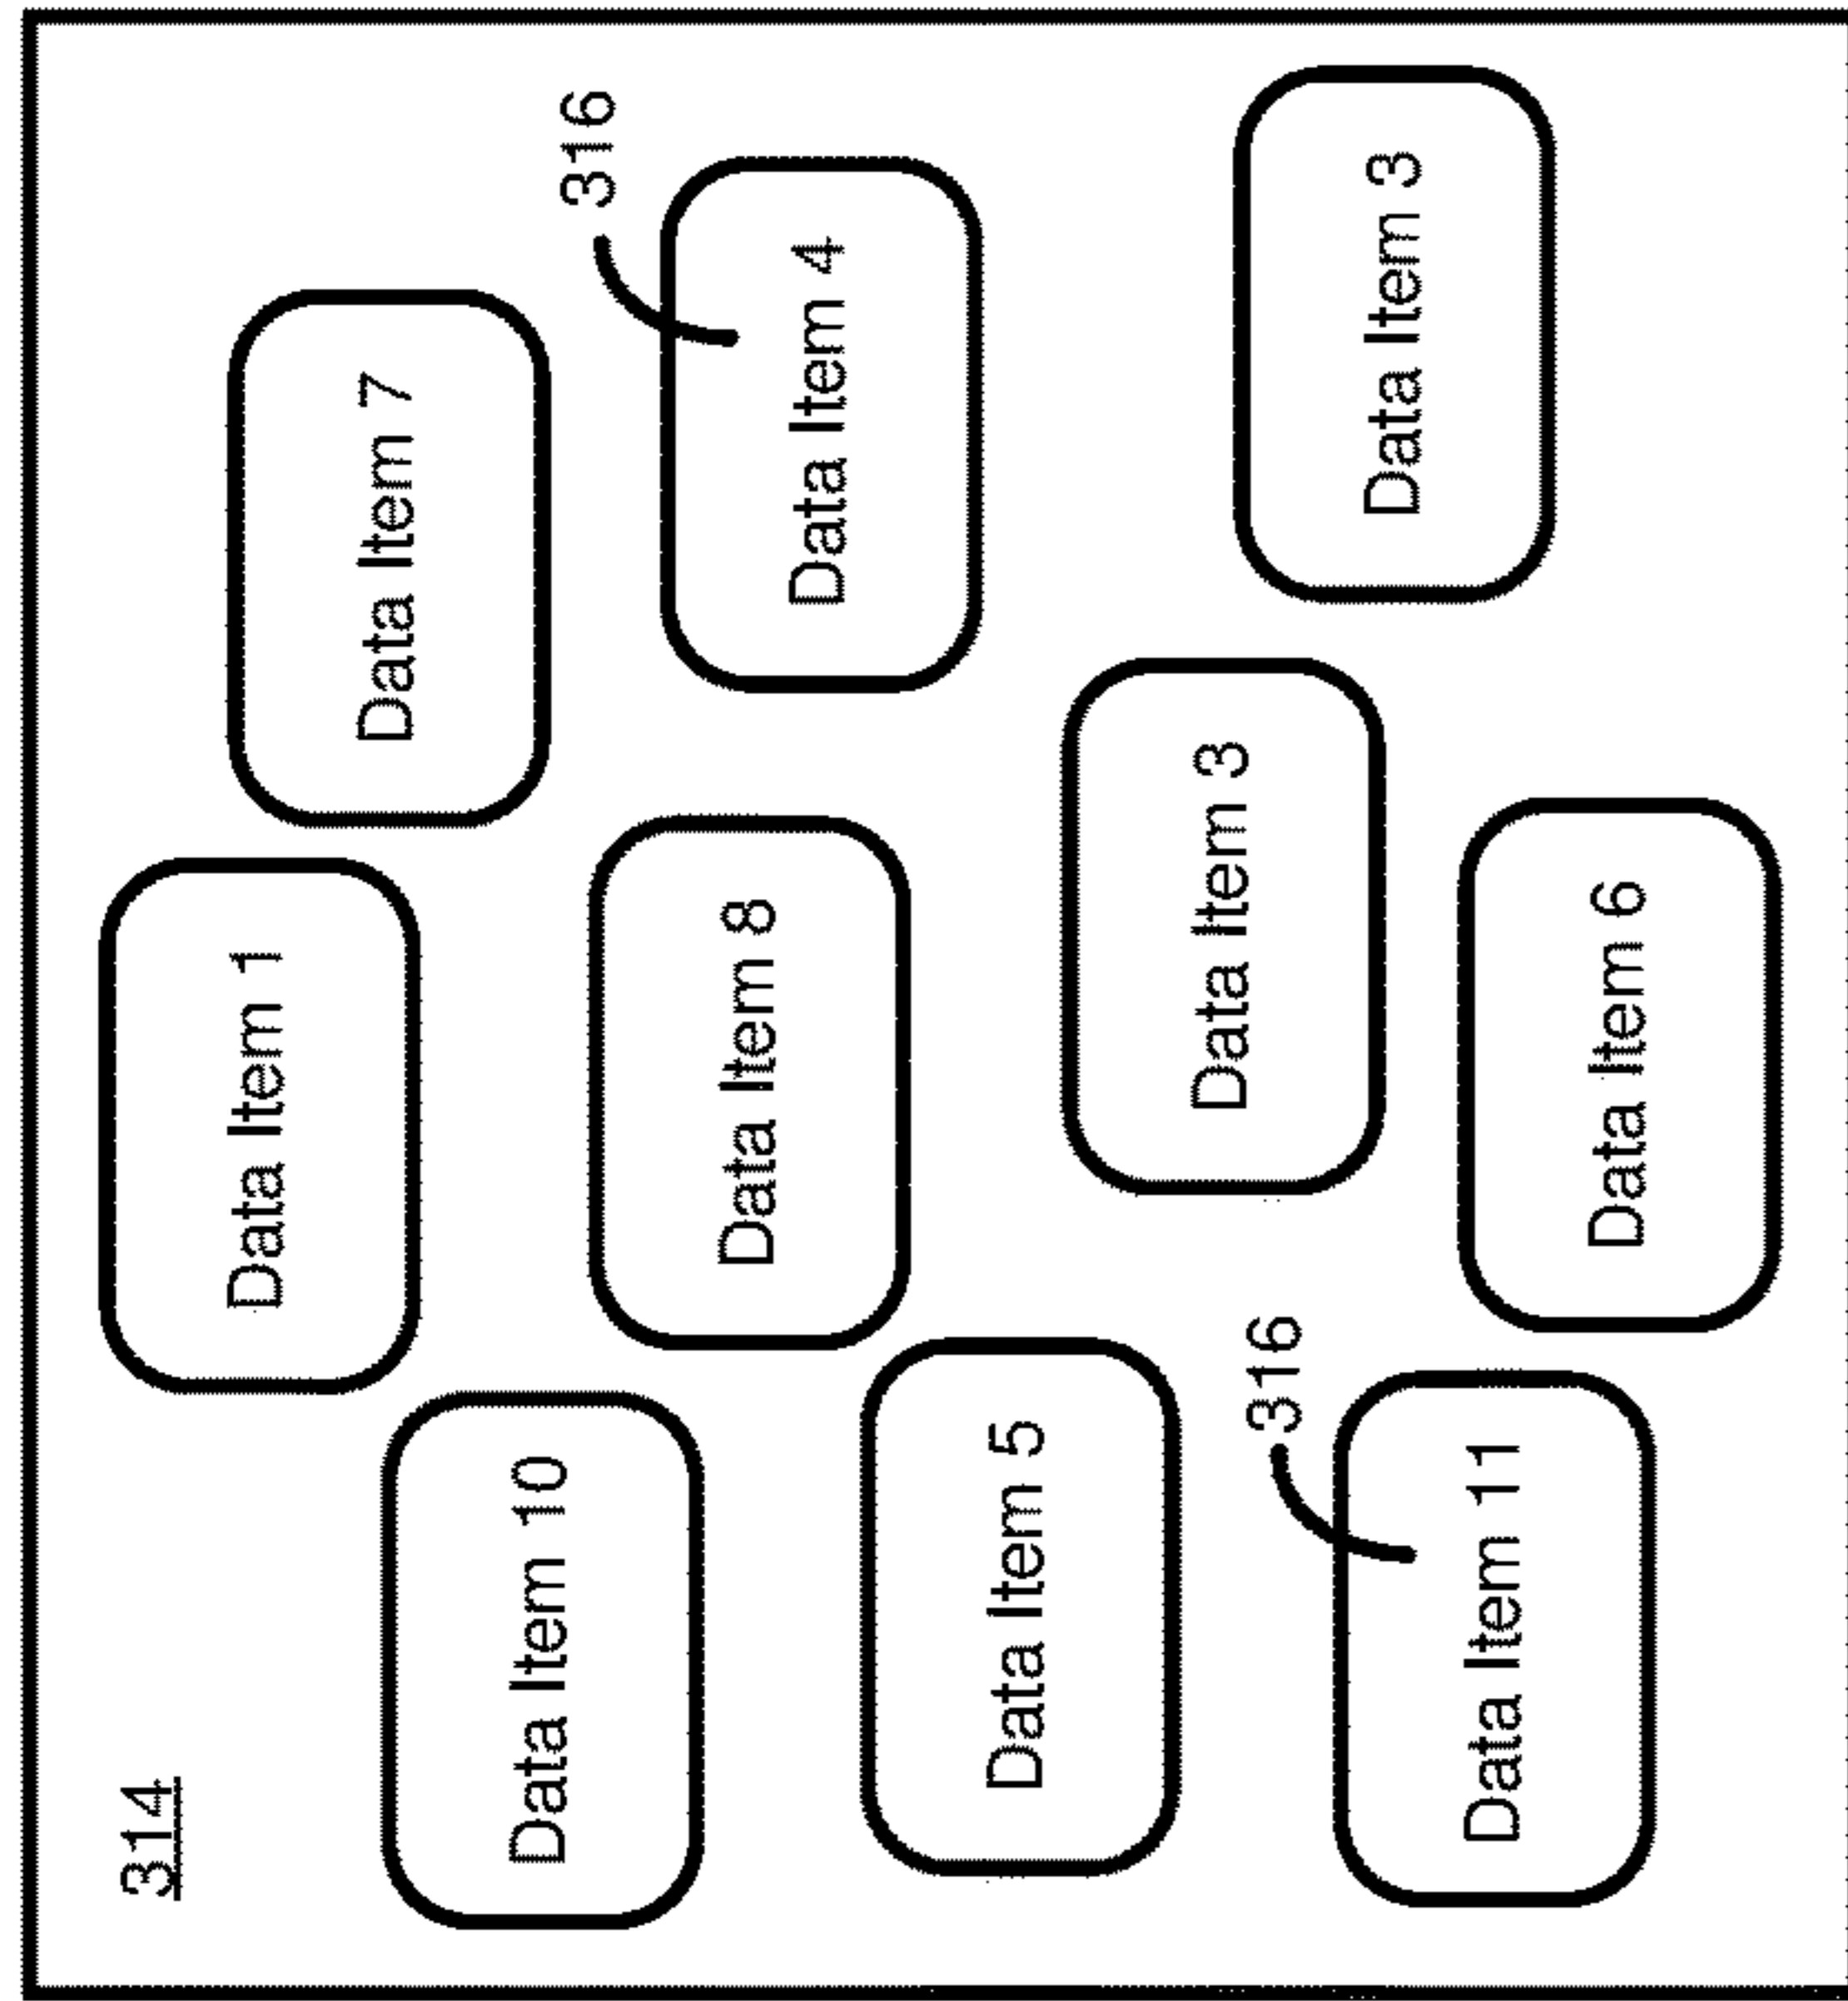 314
Data Item 1
Data Item 7
Data Item 10
316
Data Item 8
Data Item 4
Data Item 5
Data Item 3
316
Data Item 3
Data Item 11
Data Item 6